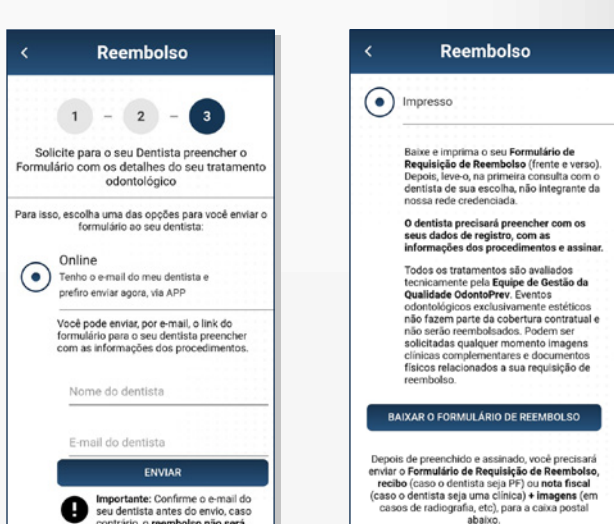 Reembolso
1 - 2 - 3
Solicite para o seu Dentista preencher o
Formulário com os detalhes do seu tratamento
odontológico
Para isso, escolha uma das opções para você enviar o
formulário ao seu dentista:
Online
Tenho o e-mail do meu dentista e
prefiro enviar agora, via APP
Você pode enviar, por e-mail, o link do
formulário para o seu dentista preencher
com as informações dos procedimentos.
Nome do dentista
E-mail do dentista
ENVIAR
Importante: Confirme o e-mail do
seu dentista antes do envio, caso
contrário, o reembolso não será
Reembolso
Impresso
Baixe e imprima o seu Formulário de
Requisição de Reembolso (frente e verso).
Depois, leve-o, na primeira consulta com o
dentista de sua escolha, não integrante da
nossa rede credenciada.
O dentista precisará preencher com os
seus dados de registro, com as
informações dos procedimentos e assinar.
Todos os tratamentos são avaliados
tecnicamente pela Equipe de Gestão da
Qualidade OdontoPrev. Eventos
odontológicos exclusivamente estéticos
não fazem parte da cobertura contratual e
não serão reembolsados. Podem ser
solicitadas qualquer momento imagens
clínicas complementares e documentos
físicos relacionados a sua requisição de
reembolso.
BAIXAR O FORMULÁRIO DE REEMBOLSO
Depois de preenchido e assinado, você precisará
enviar o Formulário de Requisição de Reembolso,
recibo (caso o dentista seja PF) ou nota fiscal
(caso o dentista seja uma clínica) + imagens (em
casos de radiografia, etc), para a caixa postal
abaixo.